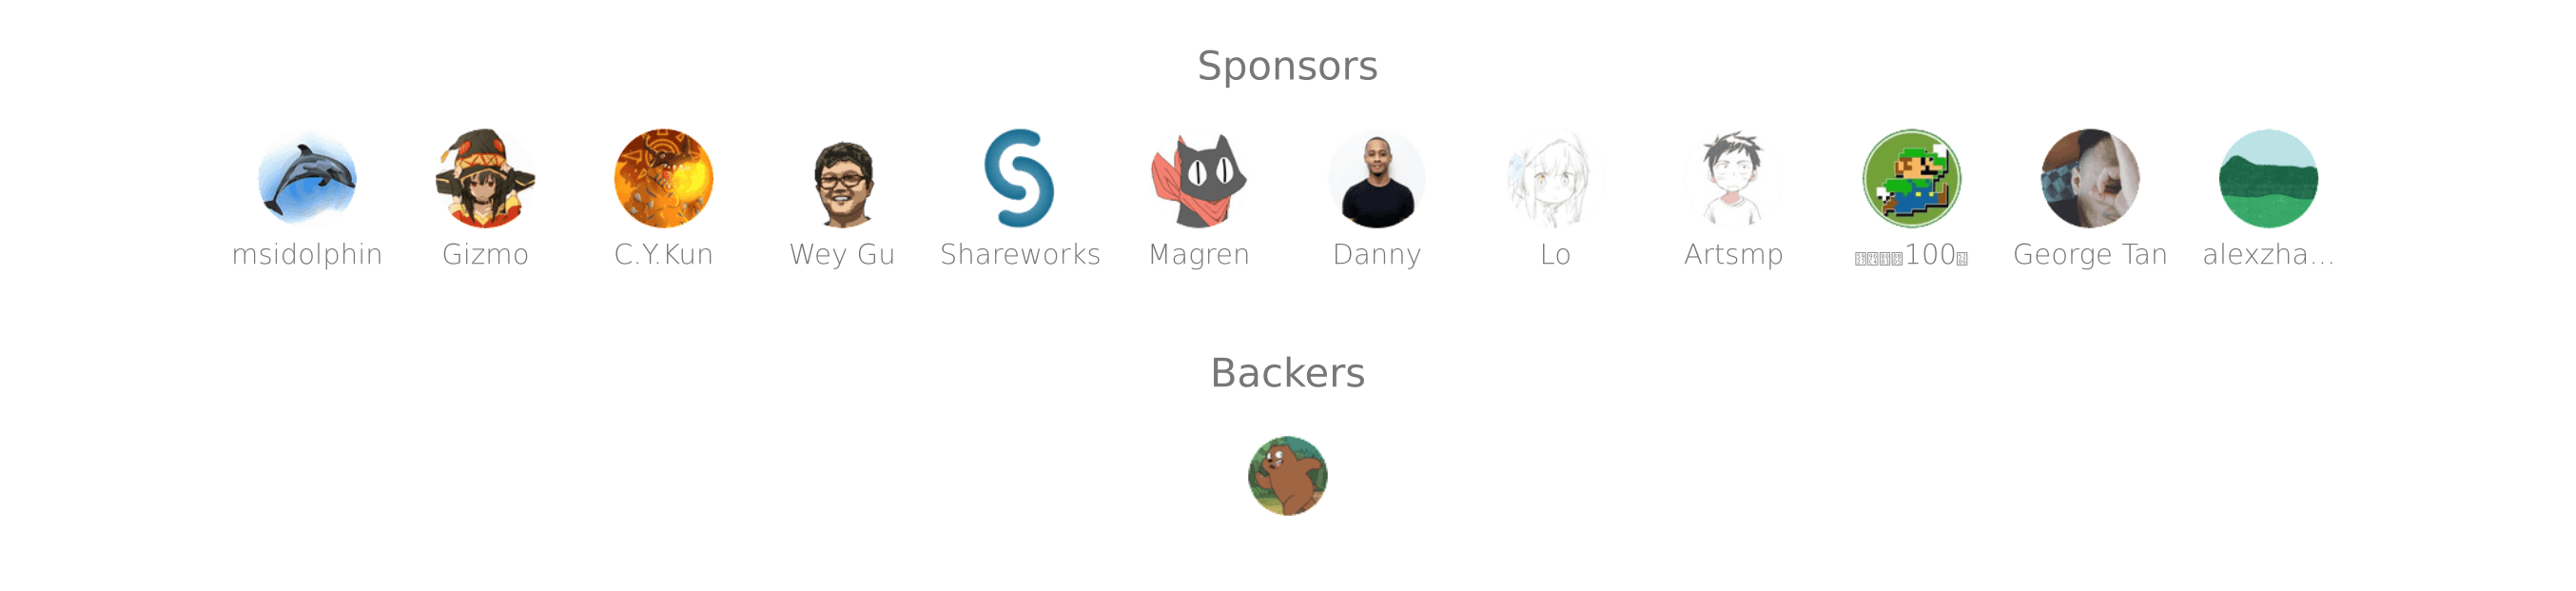 Sponsors
msidolphin Gizmo C.Y.Kun Wey Gu Shareworks Magren Danny Lo Artsmp 100 George Tan alexzha...
Backers